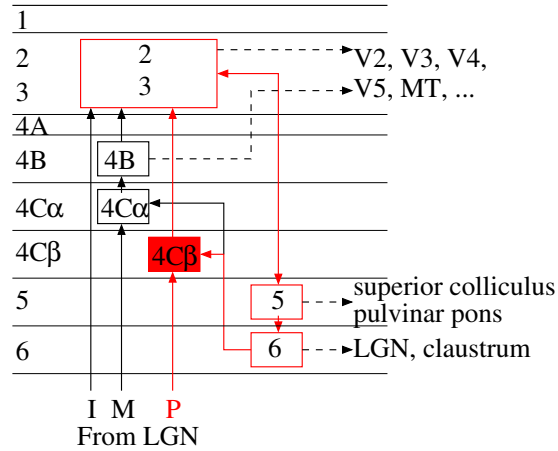 1
2 2 V2, V3, V4,
3 3 V5, MT, ...
4A
4B 4B
4Cα 4Cα
4Cβ 4Cβ
5 5 superior colliculus
pulvinar pons
6 6 LGN, claustrum
I M P
From LGN